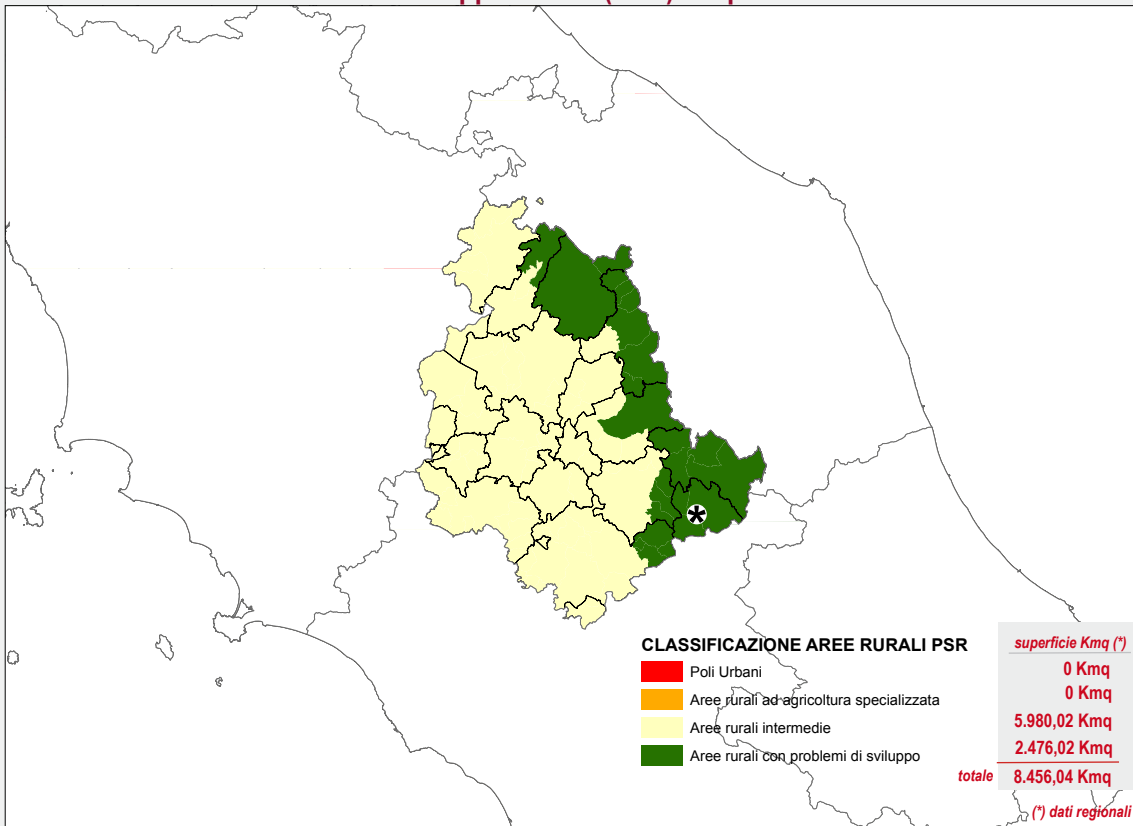 CLASSIFICAZIONE AREE RURALI PSR
superficie Kmq (*)
Poli Urbani
0 Kmq
Aree rurali ad agricoltura specializzata
0 Kmq
Aree rurali intermedie
5.980,02 Kmq
Aree rurali con problemi di sviluppo
2.476,02 Kmq
totale 8.456,04 Kmq
(*) dati regionali